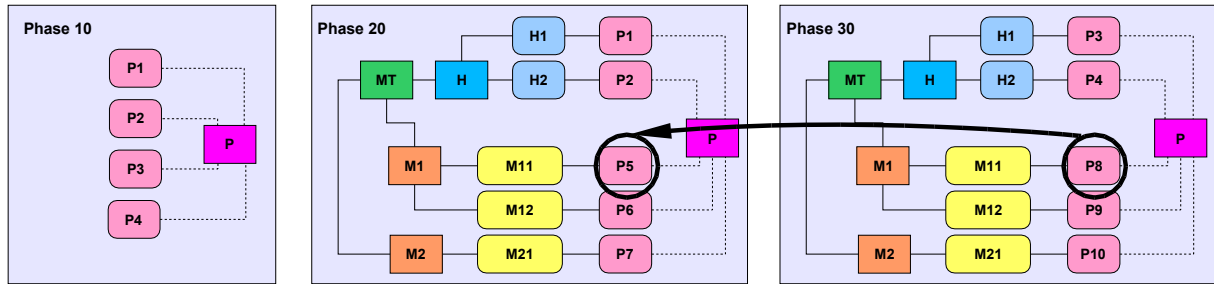 Phase 10
P1
P2
P
P3
P4
Phase 20
H1
P1
MT
H
H2
P2
P
M1
M11
P5
M12
P6
M2
M21
P7
Phase 30
H1
P3
MT
H
H2
P4
P
M1
M11
P8
M12
P9
M2
M21
P10